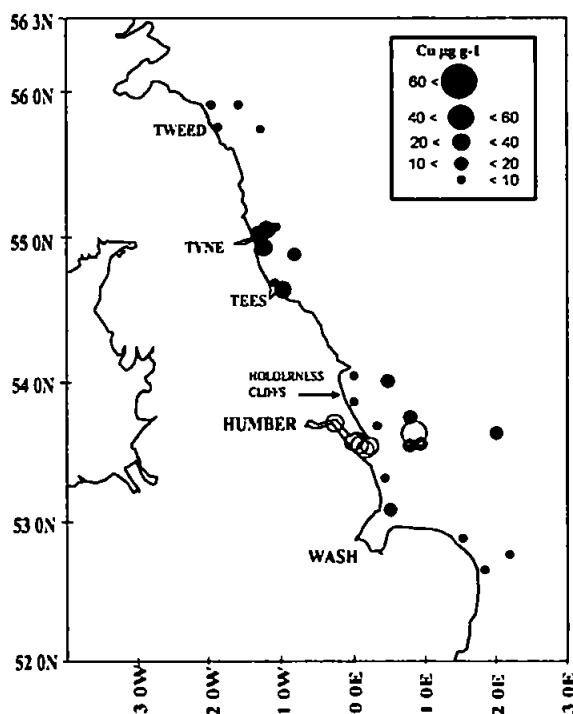 56.3N
56.0N
55 0N
54 0N
53 0N
52 0N
Cu µg g-1
60 <
40 < < 60
20 < < 40
10 < < 20
< 10
TWEED
TYNE
TEES
HOLDERNESS
CLIFFS
HUMBER
WASH
3 0W
2 0W
1 0W
0 0E
1 0E
2 0E
3 0E